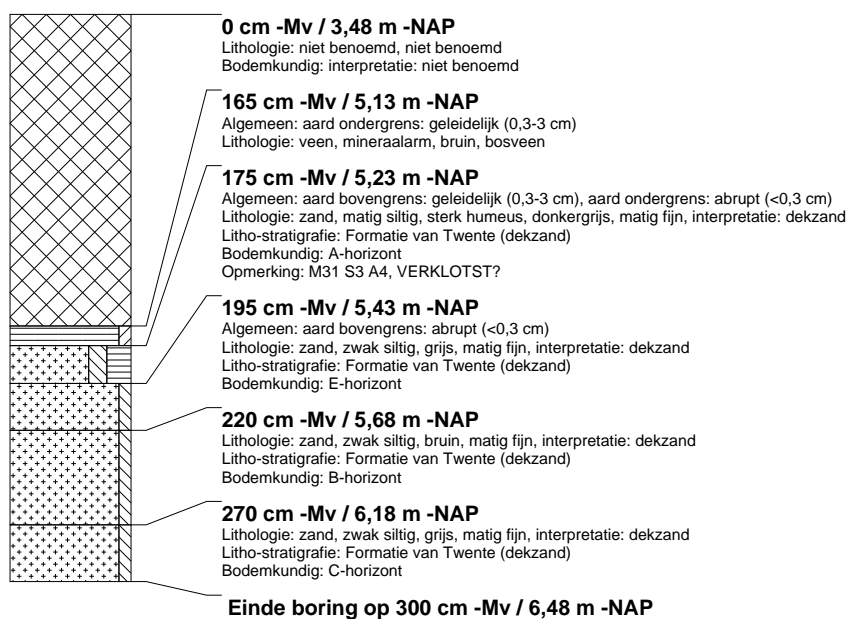 0 cm -Mv / 3,48 m -NAP
Lithologie: niet benoemd, niet benoemd
Bodemkundig: interpretatie: niet benoemd
165 cm -Mv / 5,13 m -NAP
Algemeen: aard ondergrens: geleidelijk (0,3-3 cm)
Lithologie: veen, mineraalarm, bruin, bosveen
175 cm -Mv / 5,23 m -NAP
Algemeen: aard bovengrens: geleidelijk (0,3-3 cm), aard ondergrens: abrupt (<0,3 cm)
Lithologie: zand, matig siltig, sterk humeus, donkergrijs, matig fijn, interpretatie: dekzand
Litho-stratigrafie: Formatie van Twente (dekzand)
Bodemkundig: A-horizont
Opmerking: M31 S3 A4, VERKLOTST?
195 cm -Mv / 5,43 m -NAP
Algemeen: aard bovengrens: abrupt (<0,3 cm)
Lithologie: zand, zwak siltig, grijs, matig fijn, interpretatie: dekzand
Litho-stratigrafie: Formatie van Twente (dekzand)
Bodemkundig: E-horizont
220 cm -Mv / 5,68 m -NAP
Lithologie: zand, zwak siltig, bruin, matig fijn, interpretatie: dekzand
Litho-stratigrafie: Formatie van Twente (dekzand)
Bodemkundig: B-horizont
270 cm -Mv / 6,18 m -NAP
Lithologie: zand, zwak siltig, grijs, matig fijn, interpretatie: dekzand
Litho-stratigrafie: Formatie van Twente (dekzand)
Bodemkundig: C-horizont
Einde boring op 300 cm -Mv / 6,48 m -NAP